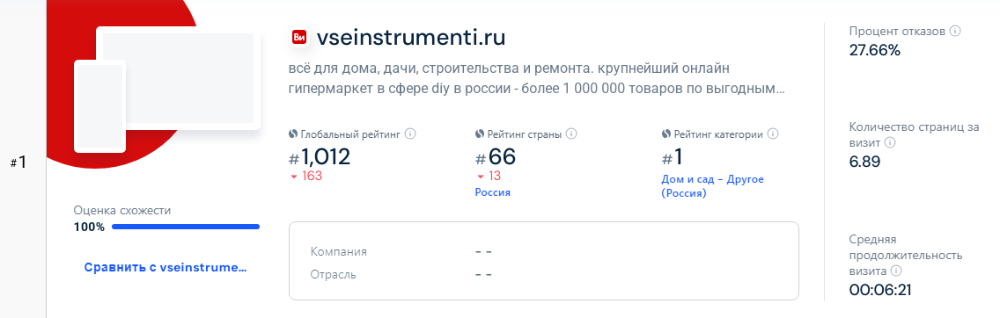 #1
Ви vseinstrumenti.ru
всё для дома, дачи, строительства и ремонта. крупнейший онлайн
гипермаркет в сфере diy в россии - более 1 000 000 товаров по выгодным...
Глобальный рейтинг
#1,012
163
Рейтинг страны
#66
13
Россия
Рейтинг категории
#1
Дом и сад - Другое
(Россия)
Оценка схожести
100%
Сравнить с vseinstrume...
Компания - -
Отрасль - -
Процент отказов
27.66%
Количество страниц за
визит
6.89
Средняя
продолжительность
визита
00:06:21